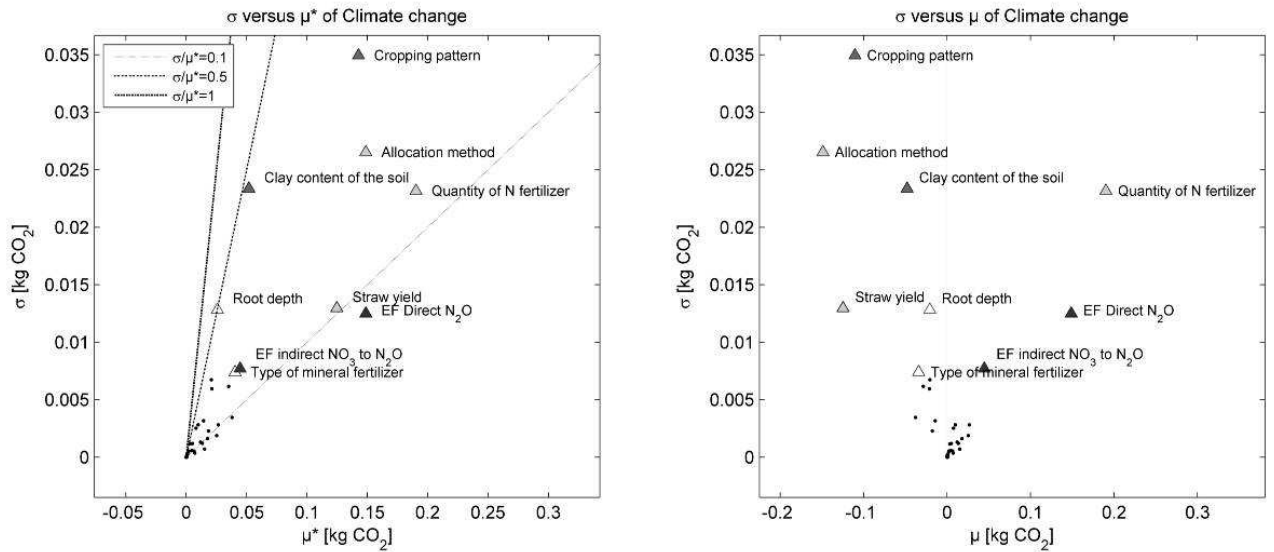 σ versus μ* of Climate change
σ/μ*=0.1
σ/μ*=0.5
σ/μ*=1
Cropping pattern
Allocation method
Clay content of the soil
Quantity of N fertilizer
Root depth
Straw yield
EF Direct N₂O
EF indirect NO₃ to N₂O
Type of mineral fertilizer
0.035
0.03
0.025
0.02
0.015
0.01
0.005
0
σ [kg CO₂]
-0.05 0 0.05 0.1 0.15 0.2 0.25 0.3
μ* [kg CO₂]
σ versus μ of Climate change
Cropping pattern
Allocation method
Clay content of the soil
Quantity of N fertilizer
Straw yield
Root depth
EF Direct N₂O
EF indirect NO₃ to N₂O
Type of mineral fertilizer
0.035
0.03
0.025
0.02
0.015
0.01
0.005
0
σ [kg CO₂]
-0.2 -0.1 0 0.1 0.2 0.3
μ [kg CO₂]